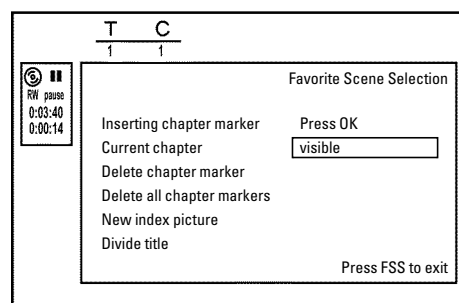 T C
1 1
RW pause
0:03:40
0:00:14
Favorite Scene Selection
Inserting chapter marker Press OK
Current chapter visible
Delete chapter marker
Delete all chapter markers
New index picture
Divide title
Press FSS to exit